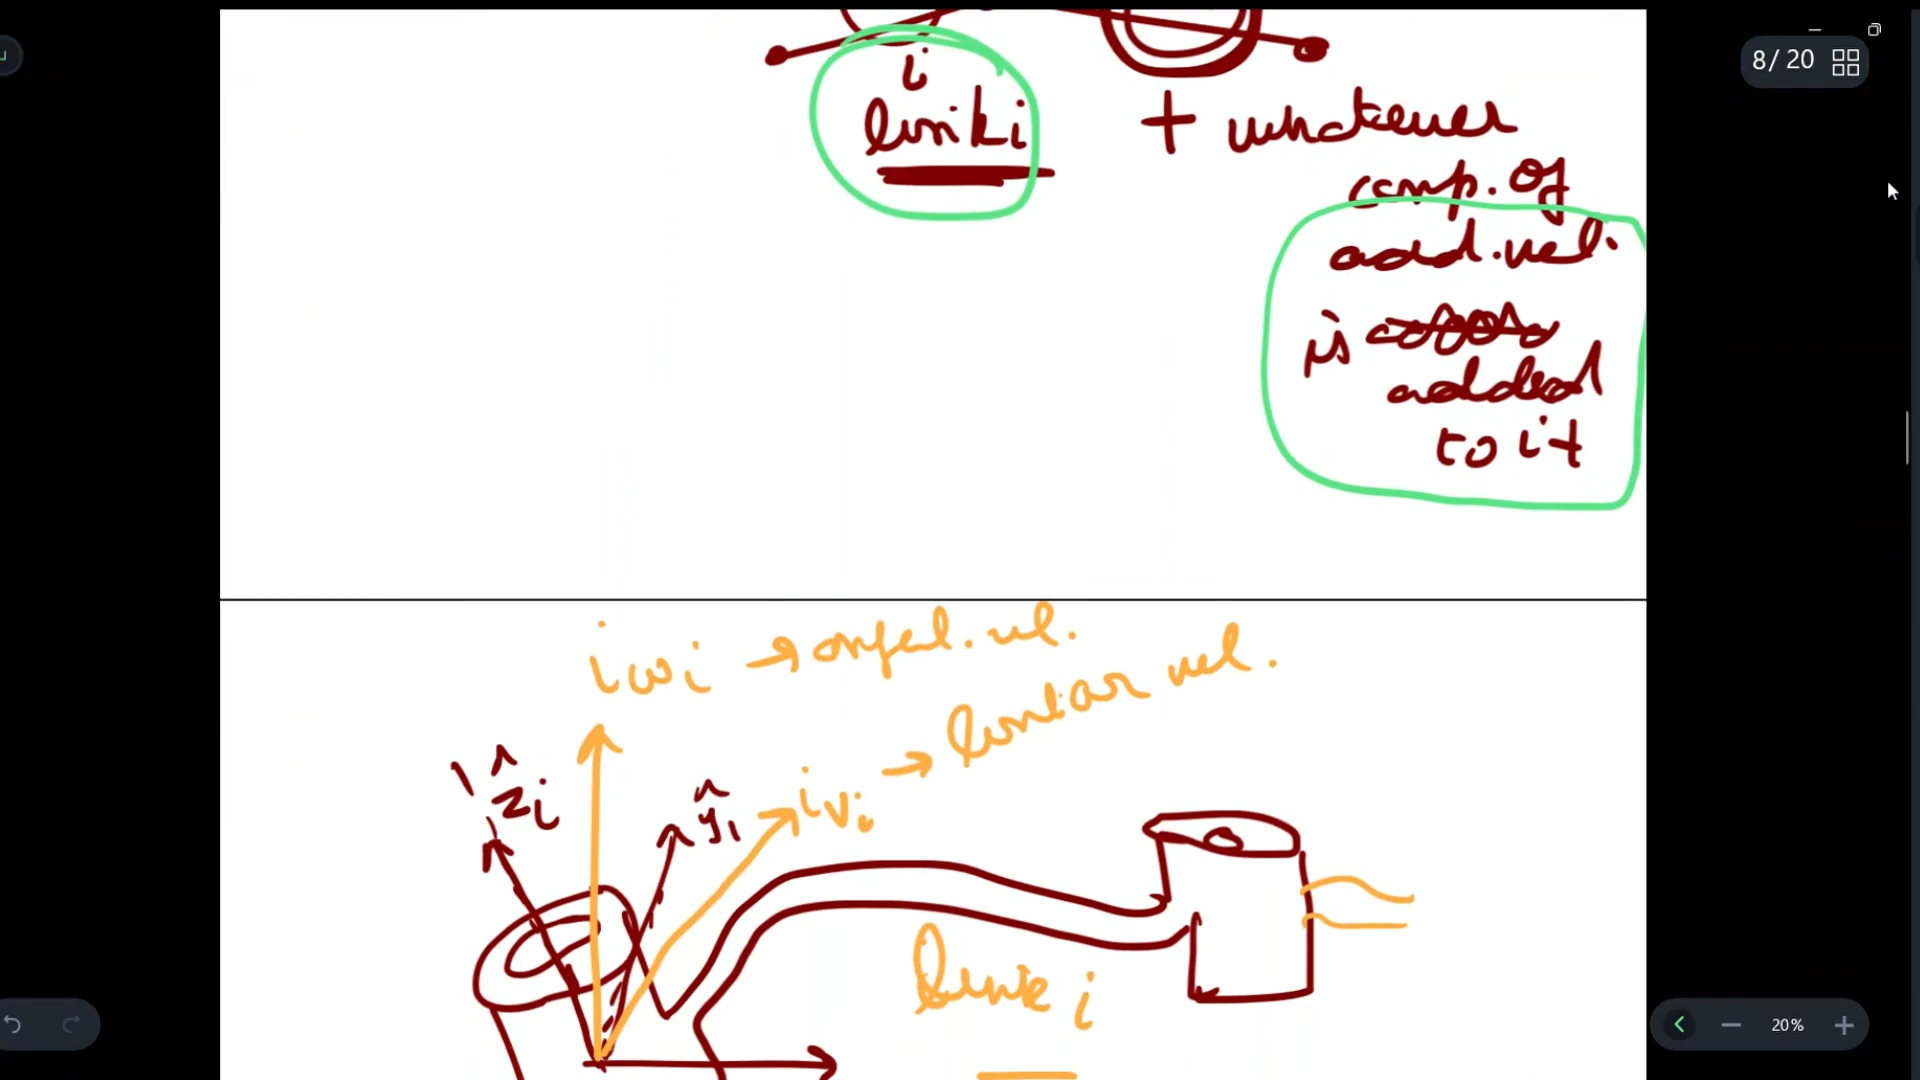 8/ 20
i
link i
+ whatever
comp. of
add. vel.
is
added
to it
iωi → angul. vel.
ivi → linear vel.
ẑi
ŷi
link i
20%